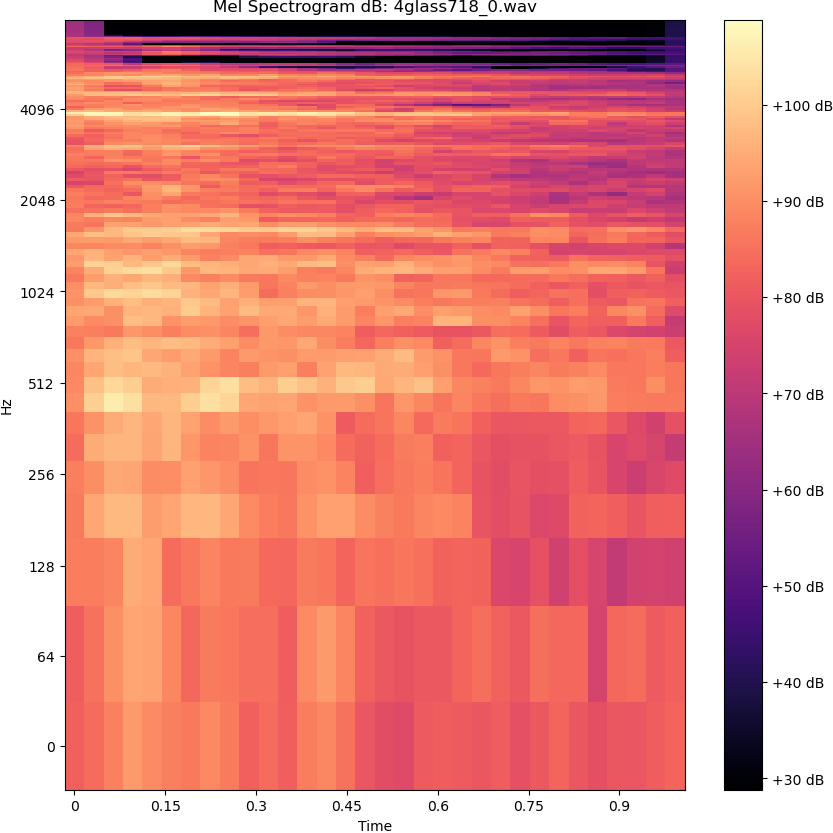 Mel Spectrogram dB: 4glass718_0.wav
4096
2048
1024
512
256
128
64
0
Hz
0
0.15
0.3
0.45
0.6
0.75
0.9
Time
+100 dB
+90 dB
+80 dB
+70 dB
+60 dB
+50 dB
+40 dB
+30 dB